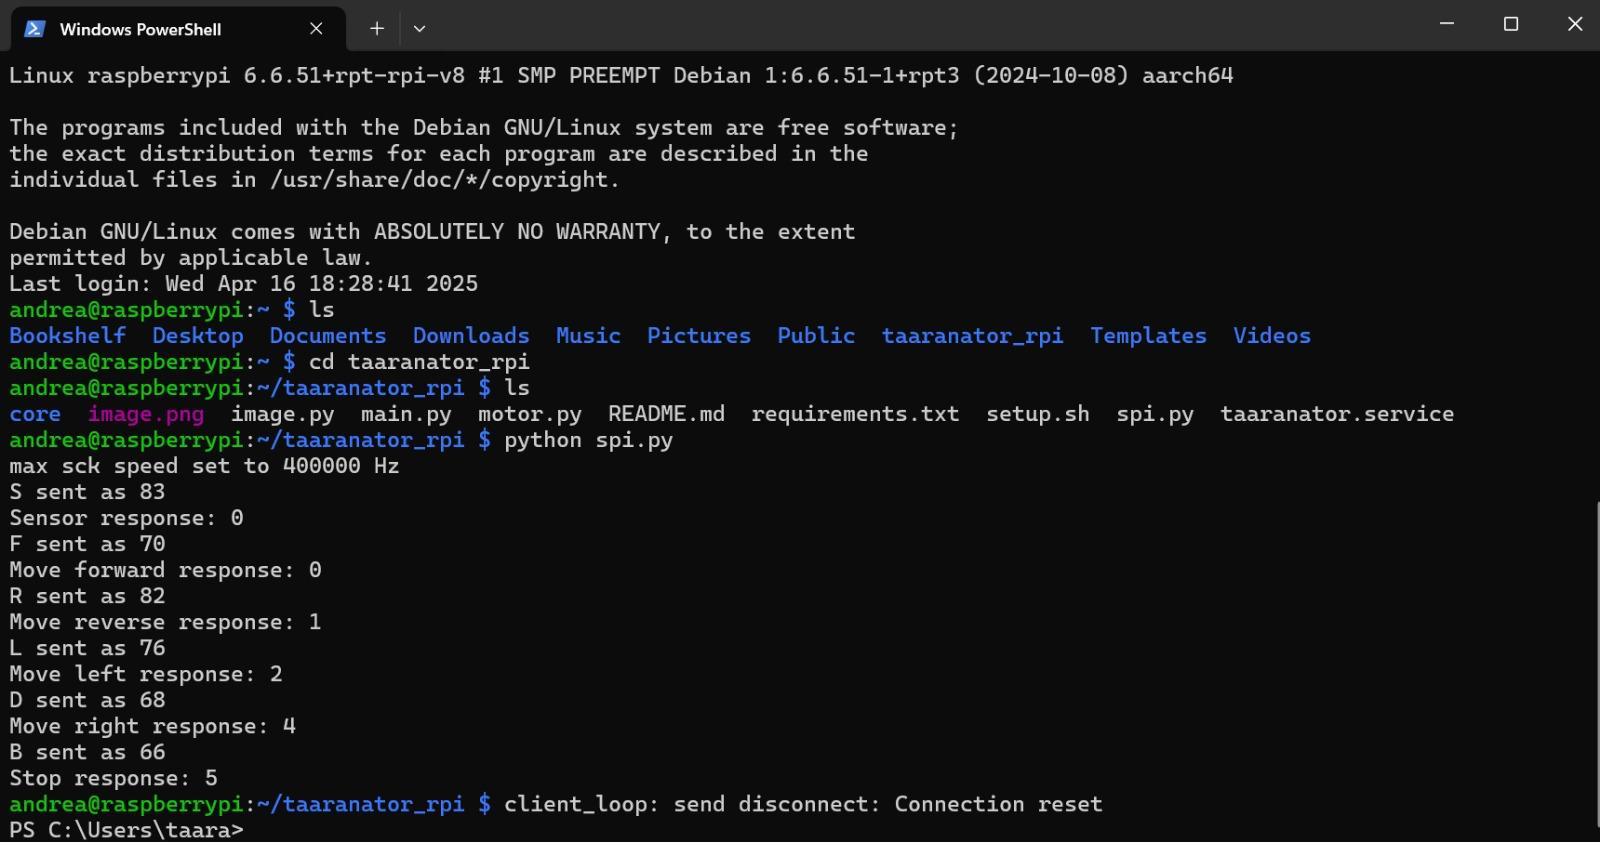 Windows PowerShell
Linux raspberrypi 6.6.51+rpt-rpi-v8 #1 SMP PREEMPT Debian 1:6.6.51-1+rpt3 (2024-10-08) aarch64
The programs included with the Debian GNU/Linux system are free software;
the exact distribution terms for each program are described in the
individual files in /usr/share/doc/*/copyright.
Debian GNU/Linux comes with ABSOLUTELY NO WARRANTY, to the extent
permitted by applicable law.
Last login: Wed Apr 16 18:28:41 2025
andrea@raspberrypi:~ $ ls
Bookshelf  Desktop  Documents  Downloads  Music  Pictures  Public  taaranator_rpi  Templates  Videos
andrea@raspberrypi:~ $ cd taaranator_rpi
andrea@raspberrypi:~/taaranator_rpi $ ls
core  image.png  image.py  main.py  motor.py  README.md  requirements.txt  setup.sh  spi.py  taaranator.service
andrea@raspberrypi:~/taaranator_rpi $ python spi.py
max sck speed set to 400000 Hz
S sent as 83
Sensor response: 0
F sent as 70
Move forward response: 0
R sent as 82
Move reverse response: 1
L sent as 76
Move left response: 2
D sent as 68
Move right response: 4
B sent as 66
Stop response: 5
andrea@raspberrypi:~/taaranator_rpi $ client_loop: send disconnect: Connection reset
PS C:\Users\taara>